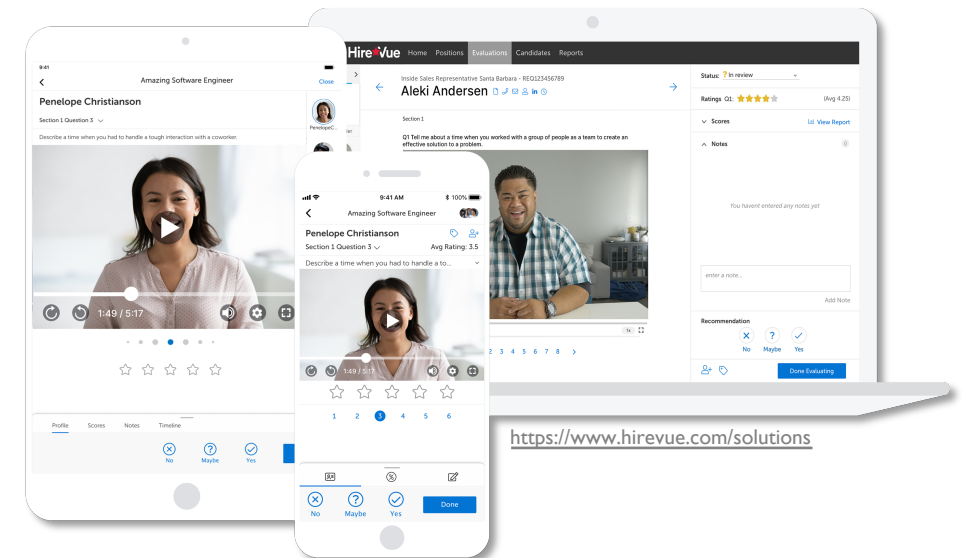 9:41
Amazing Software Engineer
Close
Penelope Christianson
Section 1 Question 3
Describe a time when you had to handle a tough interaction with a coworker.
PenelopeC...
1:49 / 5:17
Profile Scores Notes Timeline
No Maybe Yes
9:41 AM
100%
Amazing Software Engineer
Penelope Christianson
Section 1 Question 3
Avg Rating: 3.5
Describe a time when you had to handle a to...
1:49 / 5:17
1 2 3 4 5 6
No Maybe Yes
Done
HireVue Home Positions Evaluations Candidates Reports
Inside Sales Representative Santa Barbara - REQ123456789
Aleki Andersen
Section 1
Q1 Tell me about a time when you worked with a group of people as a team to create an
effective solution to a problem.
1x
2 3 4 5 6 7 8
Status: ? In review
Ratings Q1: (Avg 4.25)
Scores View Report
Notes 0
You havent entered any notes yet
enter a note...
Add Note
Recommendation
No Maybe Yes
Done Evaluating
https://www.hirevue.com/solutions